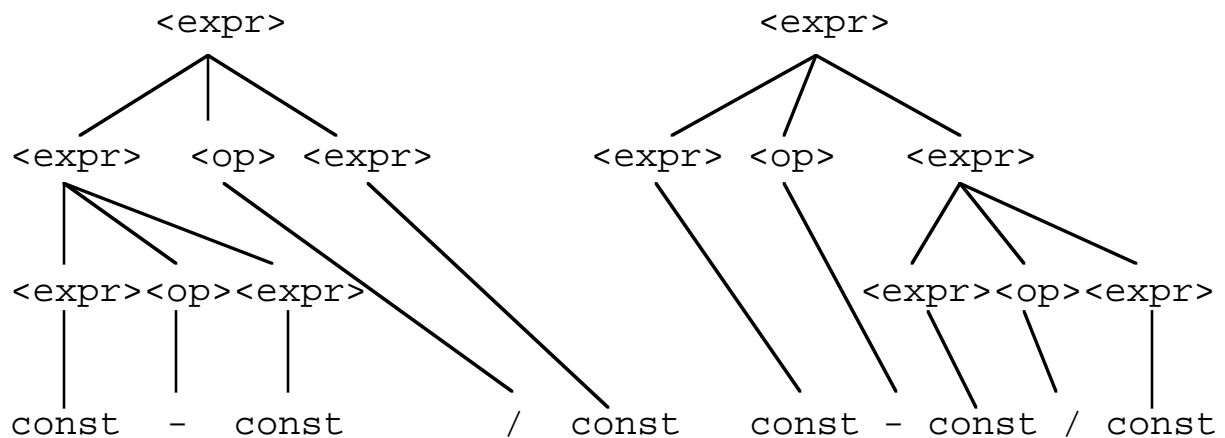 <expr> <expr>
<expr> <op> <expr> <expr> <op> <expr>
<expr><op><expr> <expr><op><expr>
const - const / const const - const / const